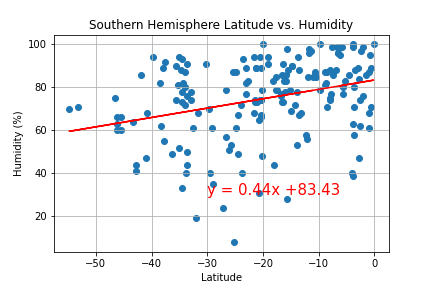 Southern Hemisphere Latitude vs. Humidity
100
80
60
40
20
Humidity (%)
y = 0.44x +83.43
−50
−40
−30
−20
−10
0
Latitude